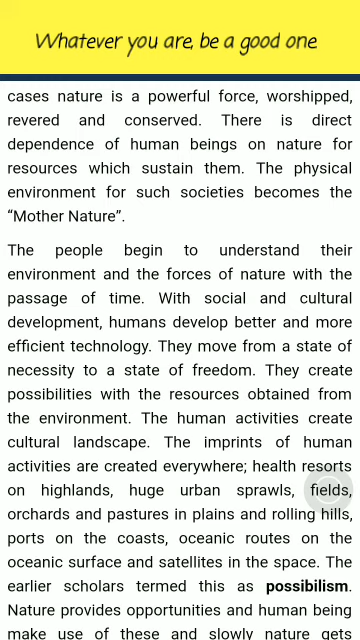 Whatever you are, be a good one
cases nature is a powerful force, worshipped,
revered and conserved. There is direct
dependence of human beings on nature for
resources which sustain them. The physical
environment for such societies becomes the
“Mother Nature”.
The people begin to understand their
environment and the forces of nature with the
passage of time. With social and cultural
development, humans develop better and more
efficient technology. They move from a state of
necessity to a state of freedom. They create
possibilities with the resources obtained from
the environment. The human activities create
cultural landscape. The imprints of human
activities are created everywhere; health resorts
on highlands, huge urban sprawls, fields,
orchards and pastures in plains and rolling hills,
ports on the coasts, oceanic routes on the
oceanic surface and satellites in the space. The
earlier scholars termed this as possibilism.
Nature provides opportunities and human being
make use of these and slowly nature gets